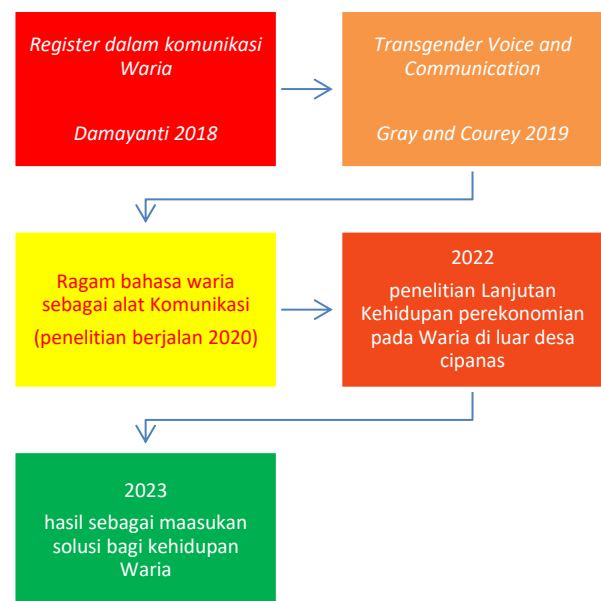 Register dalam komunikasi
Waria
Damayanti 2018
Transgender Voice and
Communication
Gray and Courey 2019
Ragam bahasa waria
sebagai alat Komunikasi
(penelitian berjalan 2020)
2022
penelitian Lanjutan
Kehidupan perekonomian
pada Waria di luar desa
cipanas
2023
hasil sebagai maasukan
solusi bagi kehidupan
Waria